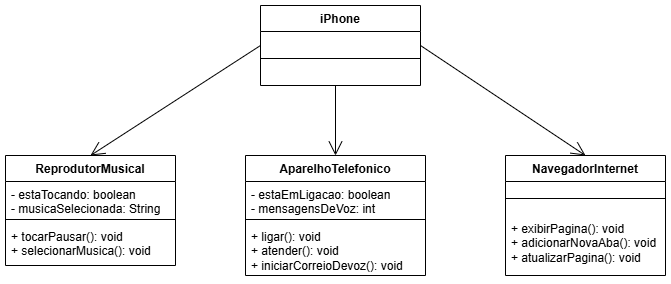 iPhone
ReprodutorMusical
- estaTocando: boolean
- musicaSelecionada: String
+ tocarPausar(): void
+ selecionarMusica(): void
AparelhoTelefonico
- estaEmLigacao: boolean
- mensagensDeVoz: int
+ ligar(): void
+ atender(): void
+ iniciarCorreioDevoz(): void
NavegadorInternet
+ exibirPagina(): void
+ adicionarNovaAba(): void
+ atualizarPagina(): void